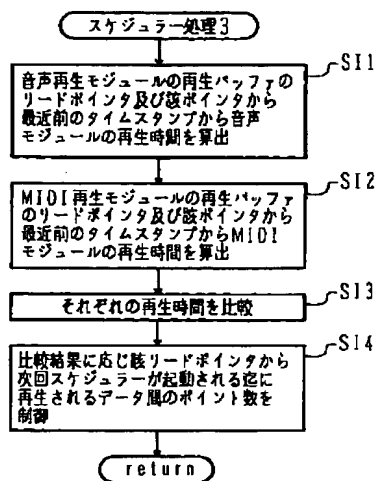 スケジュラー処理3
SI1
音声再生モジュールの再生バッファの
リードポインタ及び該ポインタから
最近前のタイムスタンプから音声
モジュールの再生時間を算出
SI2
MIDI再生モジュールの再生バッファ
のリードポインタ及び該ポインタから
最近前のタイムスタンプからMIDI
モジュールの再生時間を算出
SI3
それぞれの再生時間を比較
SI4
比較結果に応じ該リードポインタから
次回スケジュラーが起動される迄に
再生されるデータ間のポイント数を
制御
return